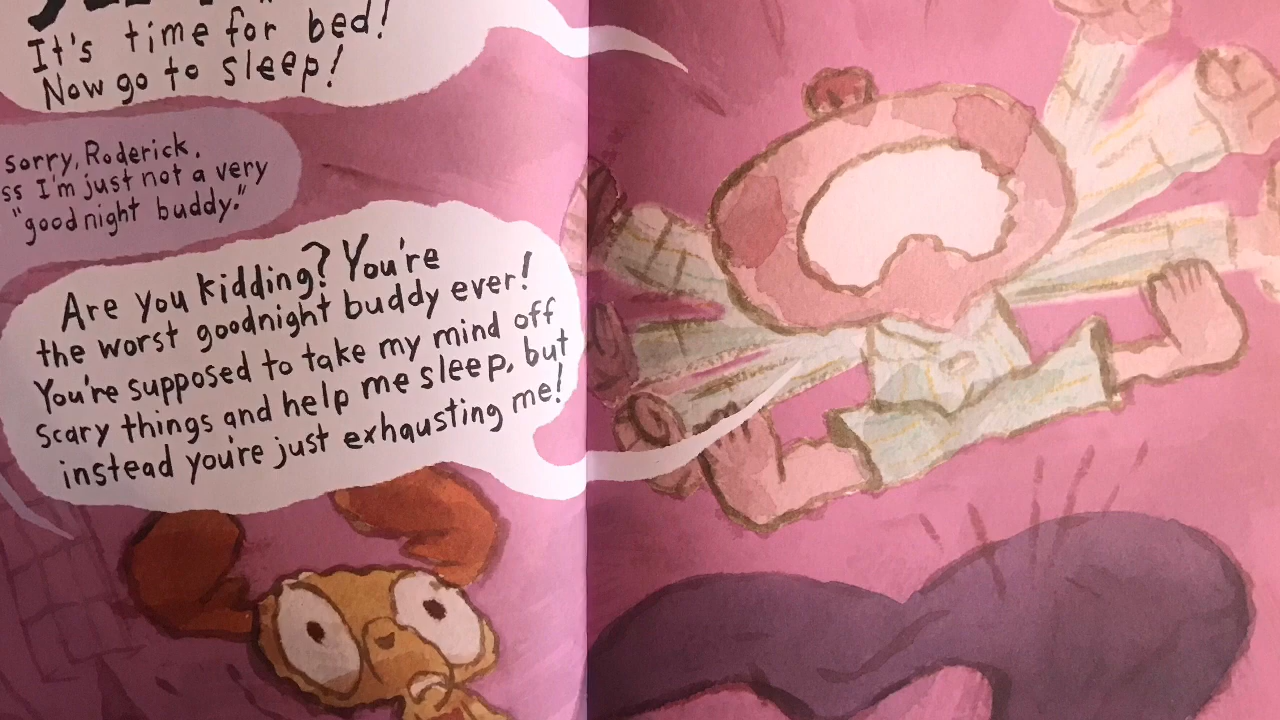 It's time for bed!
Now go to sleep!
sorry, Roderick.
I'm just not a very
"goodnight buddy."
Are you kidding? You're
the worst goodnight buddy ever!
You're supposed to take my mind off
scary things and help me sleep, but
instead you're just exhausting me!